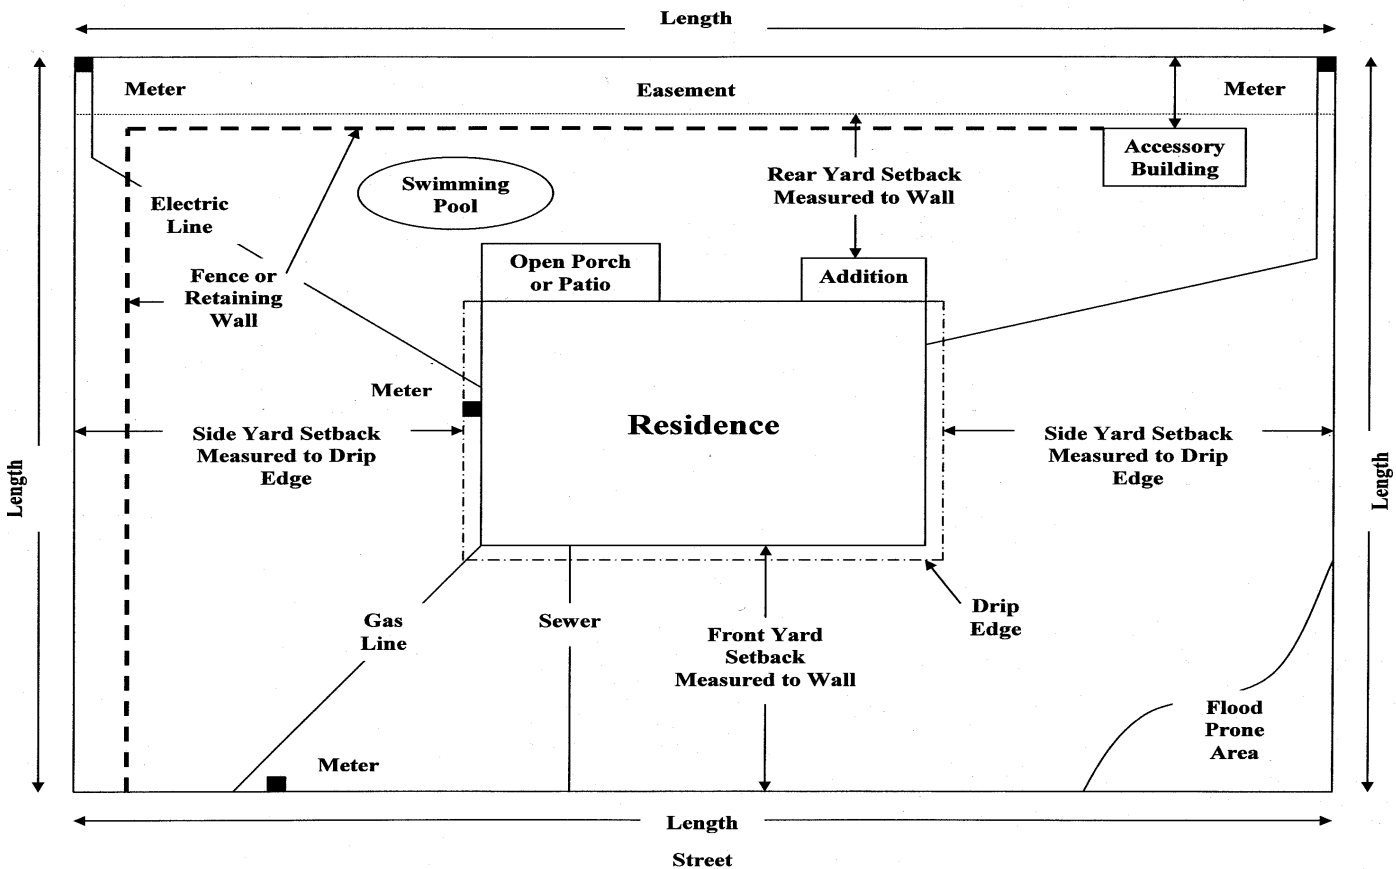 Length
Meter
Easement
Meter
Accessory
Building
Rear Yard Setback
Measured to Wall
Swimming
Pool
Electric
Line
Open Porch
or Patio
Addition
Fence or
Retaining
Wall
Meter
Residence
Side Yard Setback
Measured to Drip
Edge
Side Yard Setback
Measured to Drip
Edge
Length
Length
Gas
Line
Sewer
Front Yard
Setback
Measured to Wall
Drip
Edge
Flood
Prone
Area
Meter
Length
Street